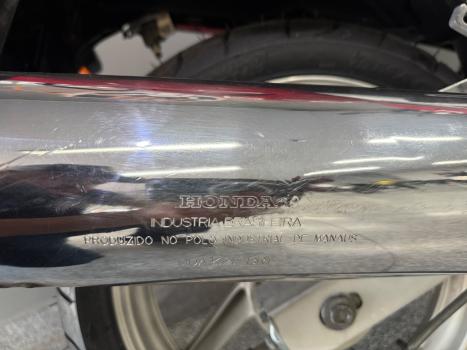 HONDA
INDUSTRIA BRASILEIRA
PRODUZIDO NO POLO INDUSTRIAL DE MANAUS